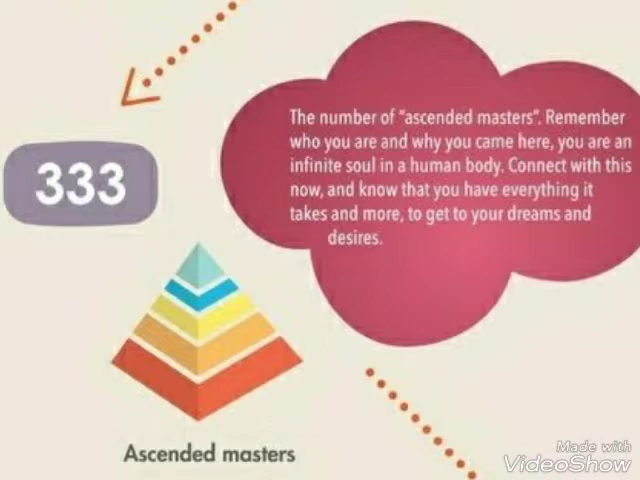 The number of "ascended masters". Remember
who you are and why you came here, you are an
infinite soul in a human body. Connect with this
now, and know that you have everything it
takes and more, to get to your dreams and
desires.
333
Ascended masters
Made with
VideoShow